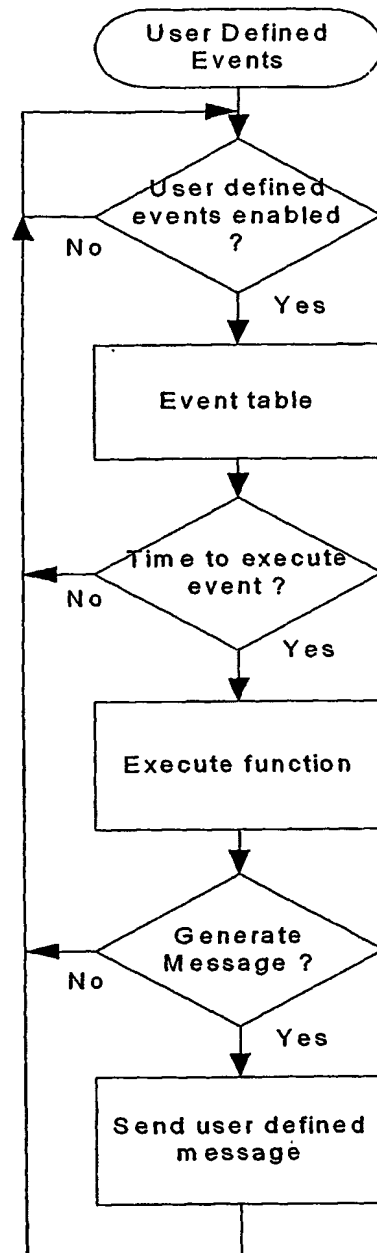 User Defined
Events
User defined
events enabled
?
No
Yes
Event table
Time to execute
event ?
No
Yes
Execute function
Generate
Message ?
No
Yes
Send user defined
message